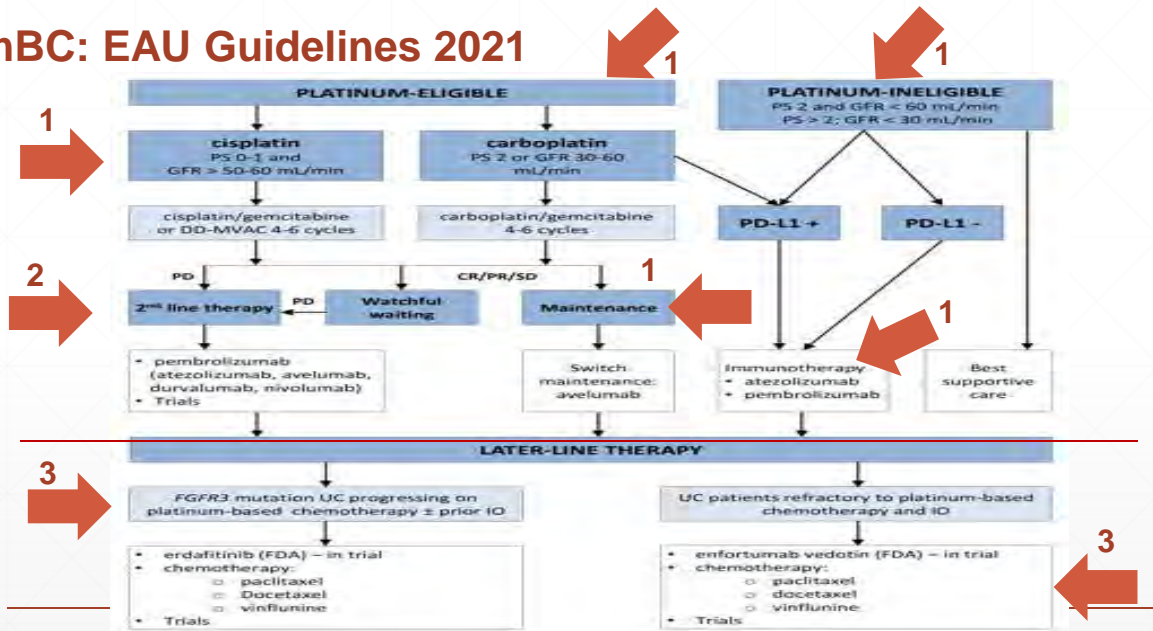 nBC: EAU Guidelines 2021
1
1
PLATINUM-ELIGIBLE
PLATINUM-INELIGIBLE
PS 2 and GFR < 60 mL/min
PS > 2; GFR < 30 mL/min
1
cisplatin
PS 0-1 and
GFR > 50-60 mL/min
carboplatin
PS 2 or GFR 30-60
mL/min
cisplatin/gemcitabine
or DD-MVAC 4-6 cycles
carboplatin/gemcitabine
4-6 cycles
PD-L1 +
PD-L1 -
PD
CR/PR/SD
1
2
2nd line therapy
PD
Watchful
waiting
Maintenance
1
• pembrolizumab
(atezolizumab, avelumab,
durvalumab, nivolumab)
• Trials
Switch
maintenance:
avelumab
Immunotherapy
• atezolizumab
• pembrolizumab
Best
supportive
care
LATER-LINE THERAPY
3
FGFR3 mutation UC progressing on
platinum-based chemotherapy ± prior IO
UC patients refractory to platinum-based
chemotherapy and IO
• erdafitinib (FDA) – in trial
• chemotherapy:
o paclitaxel
o Docetaxel
o vinflunine
• Trials
• enfortumab vedotin (FDA) – in trial
• chemotherapy:
o paclitaxel
o docetaxel
o vinflunine
• Trials
3